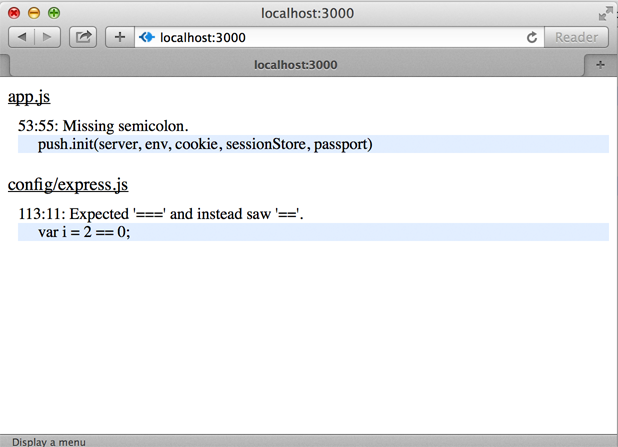 localhost:3000
localhost:3000
Reader
localhost:3000
app.js
53:55: Missing semicolon.
push.init(server, env, cookie, sessionStore, passport)
config/express.js
113:11: Expected '===' and instead saw '=='.
var i = 2 == 0;
Display a menu